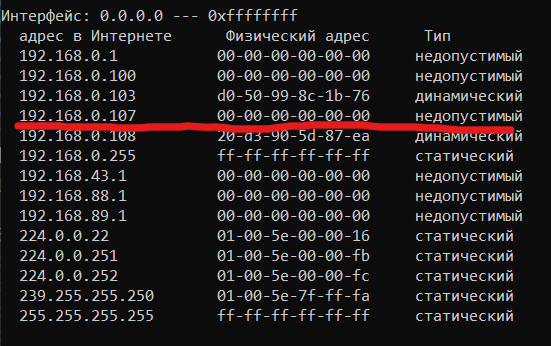 Интерфейс: 0.0.0.0 --- 0xffffffff
адрес в Интернете Физический адрес Тип
192.168.0.1 00-00-00-00-00-00 недопустимый
192.168.0.100 00-00-00-00-00-00 недопустимый
192.168.0.103 d0-50-99-8c-1b-76 динамический
192.168.0.107 00-00-00-00-00-00 недопустимый
192.168.0.108 20-d3-90-5d-87-ea динамический
192.168.0.255 ff-ff-ff-ff-ff-ff статический
192.168.43.1 00-00-00-00-00-00 недопустимый
192.168.88.1 00-00-00-00-00-00 недопустимый
192.168.89.1 00-00-00-00-00-00 недопустимый
224.0.0.22 01-00-5e-00-00-16 статический
224.0.0.251 01-00-5e-00-00-fb статический
224.0.0.252 01-00-5e-00-00-fc статический
239.255.255.250 01-00-5e-7f-ff-fa статический
255.255.255.255 ff-ff-ff-ff-ff-ff статический